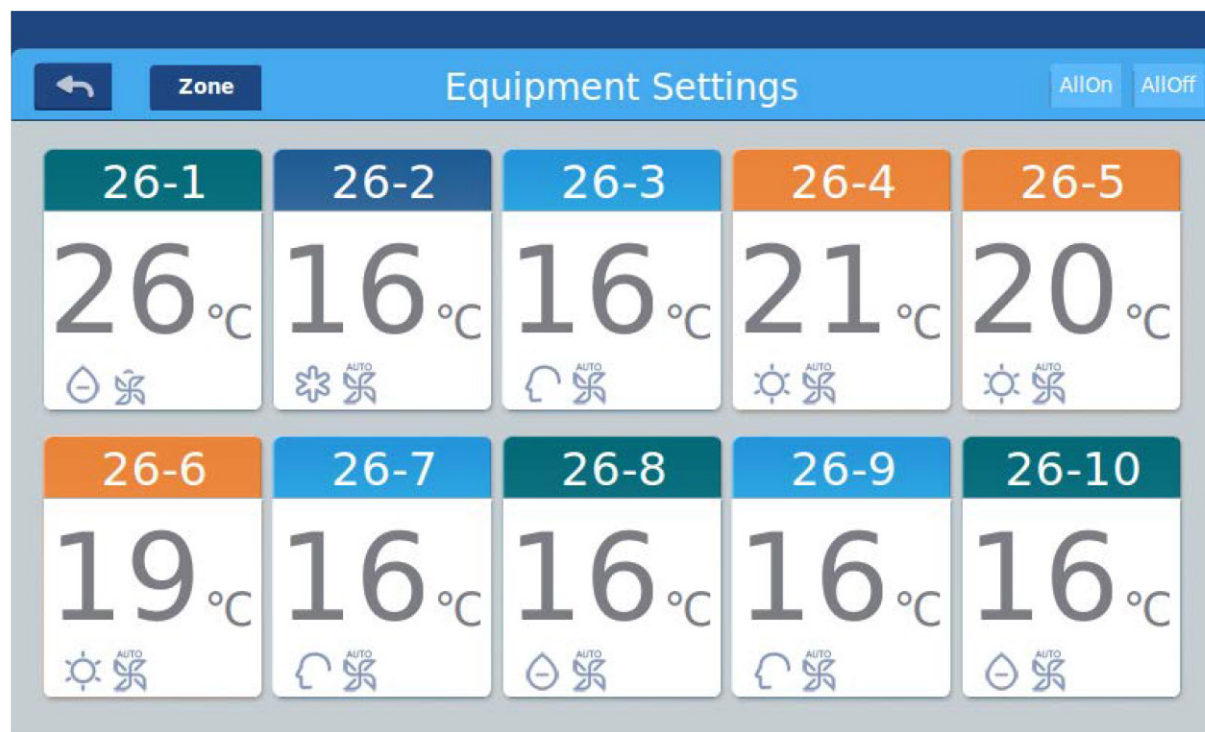 Zone Equipment Settings AllOn AllOff
26-1 26-2 26-3 26-4 26-5
26 °C 16 °C 16 °C 21 °C 20 °C
AUTO AUTO AUTO AUTO
26-6 26-7 26-8 26-9 26-10
19 °C 16 °C 16 °C 16 °C 16 °C
AUTO AUTO AUTO AUTO AUTO